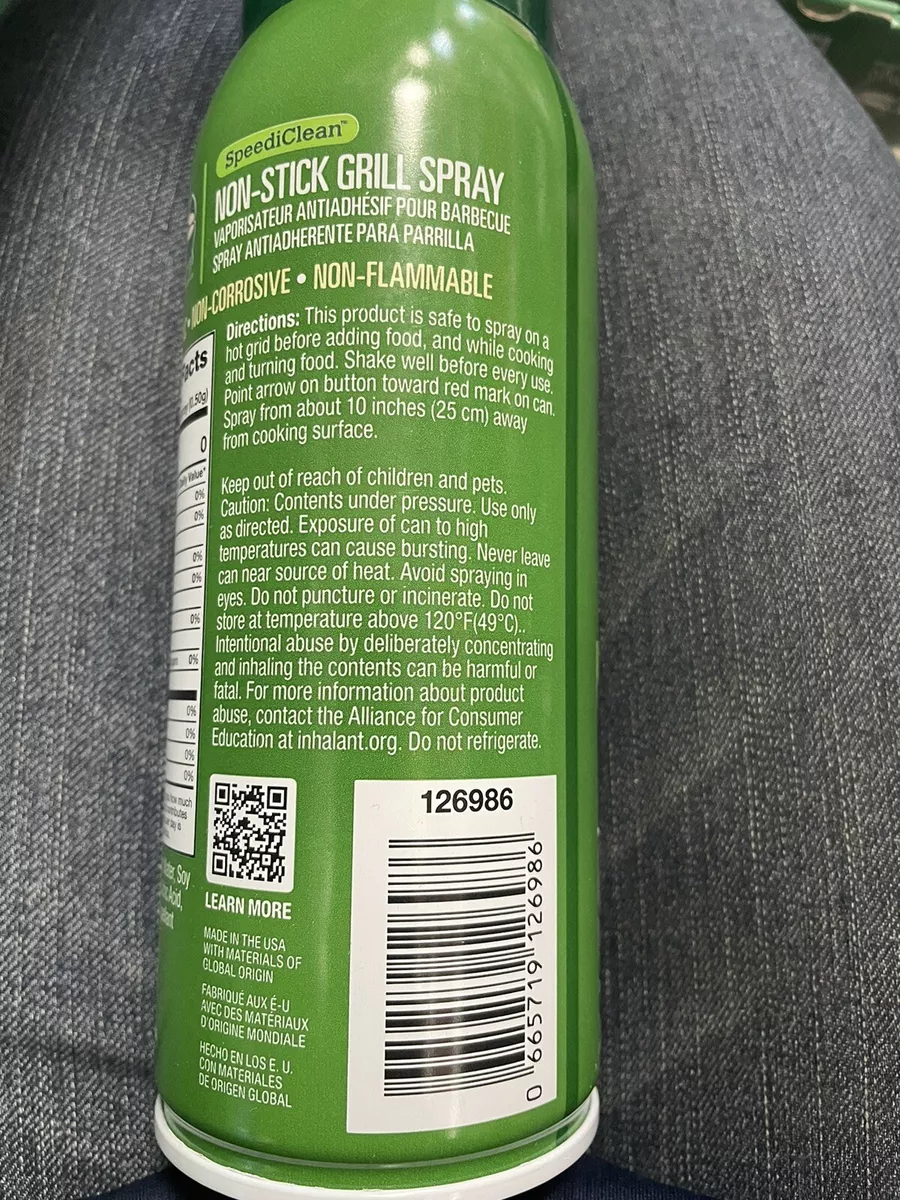 SpeediClean™
NON-STICK GRILL SPRAY
VAPORISATEUR ANTIADHÉSIF POUR BARBECUE
SPRAY ANTIADHERENTE PARA PARRILLA
• NON-CORROSIVE • NON-FLAMMABLE
Directions: This product is safe to spray on a
hot grid before adding food, and while cooking
and turning food. Shake well before every use.
Point arrow on button toward red mark on can.
Spray from about 10 inches (25 cm) away
from cooking surface.
Keep out of reach of children and pets.
Caution: Contents under pressure. Use only
as directed. Exposure of can to high
temperatures can cause bursting. Never leave
can near source of heat. Avoid spraying in
eyes. Do not puncture or incinerate. Do not
store at temperature above 120°F(49°C)..
Intentional abuse by deliberately concentrating
and inhaling the contents can be harmful or
fatal. For more information about product
abuse, contact the Alliance for Consumer
Education at inhalant.org. Do not refrigerate.
(0.50g)
0
Value*
0%
0%
0%
0%
0%
0%
0%
0%
0%
0%
how much
day is
Soy
Acid,
LEARN MORE
MADE IN THE USA
WITH MATERIALS OF
GLOBAL ORIGIN
FABRIQUÉ AUX É-U
AVEC DES MATÉRIAUX
D'ORIGINE MONDIALE
HECHO EN LOS E. U.
CON MATERIALES
DE ORIGEN GLOBAL
126986
0 665719 126986